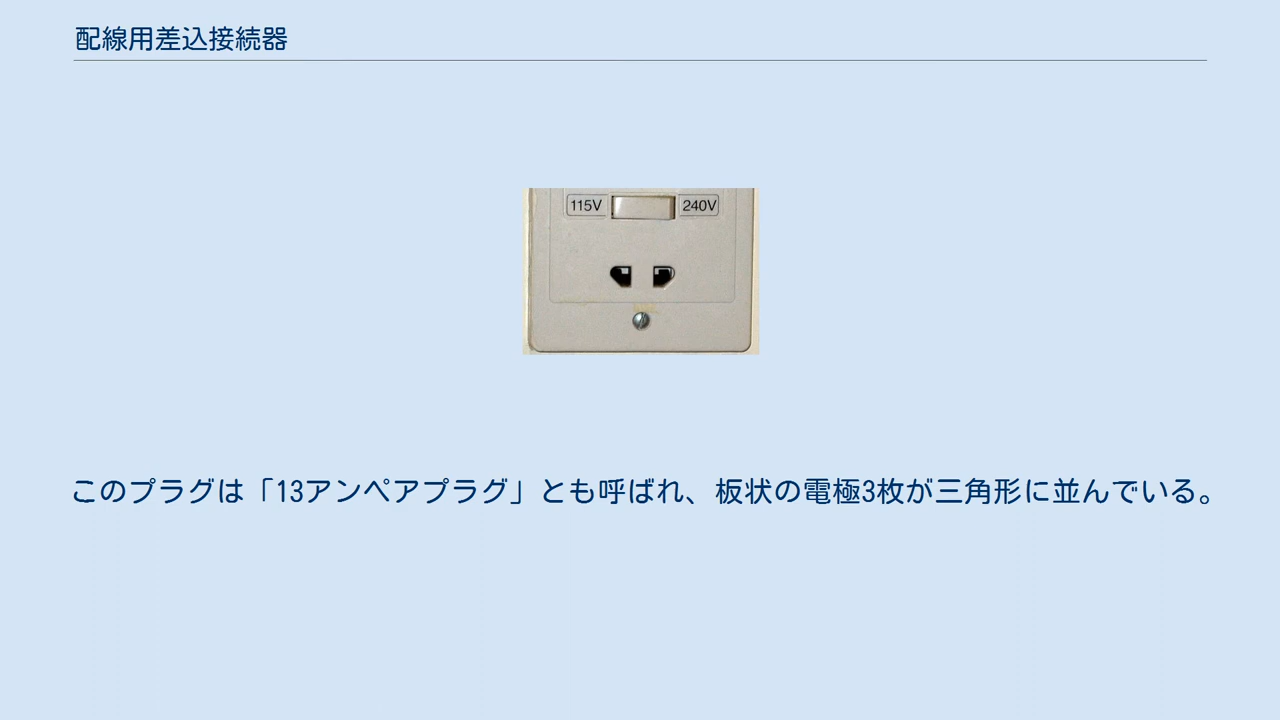 配線用差込接続器
115V 240V
このプラグは「13アンペアプラグ」とも呼ばれ、板状の電極3枚が三角形に並んでいる。